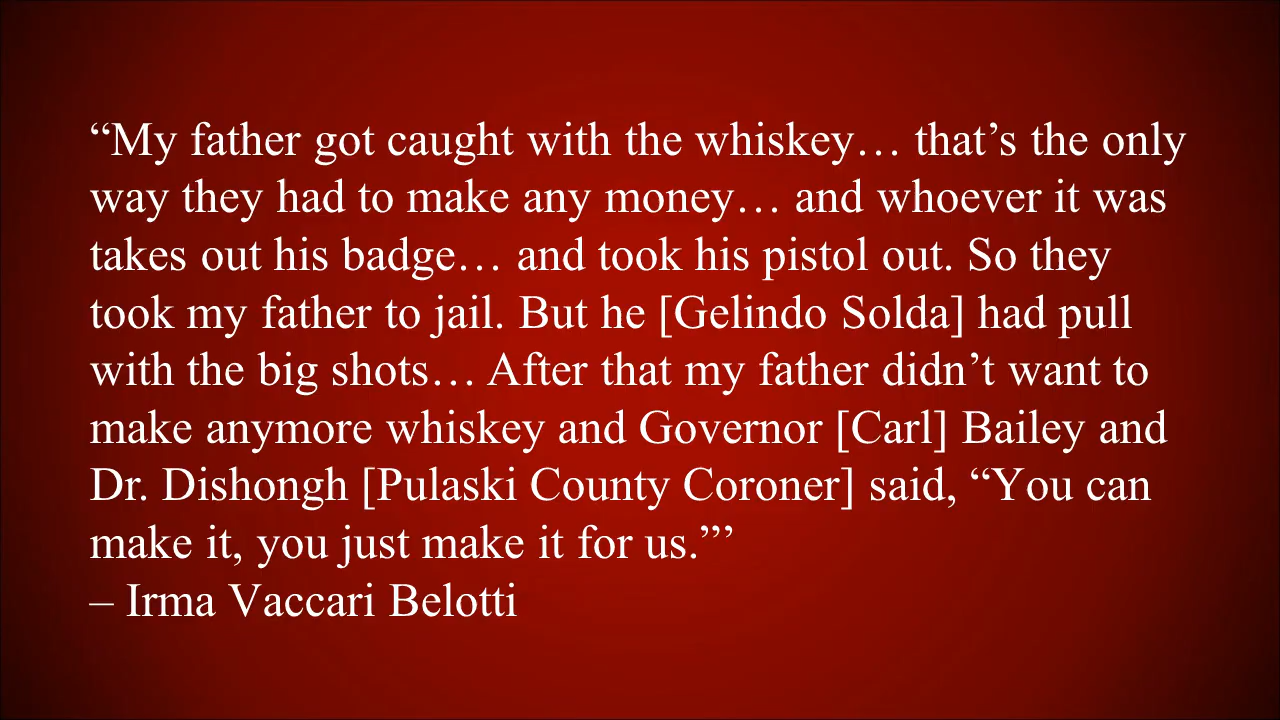 “My father got caught with the whiskey… that’s the only
way they had to make any money… and whoever it was
takes out his badge… and took his pistol out. So they
took my father to jail. But he [Gelindo Solda] had pull
with the big shots… After that my father didn’t want to
make anymore whiskey and Governor [Carl] Bailey and
Dr. Dishongh [Pulaski County Coroner] said, “You can
make it, you just make it for us.”’
– Irma Vaccari Belotti